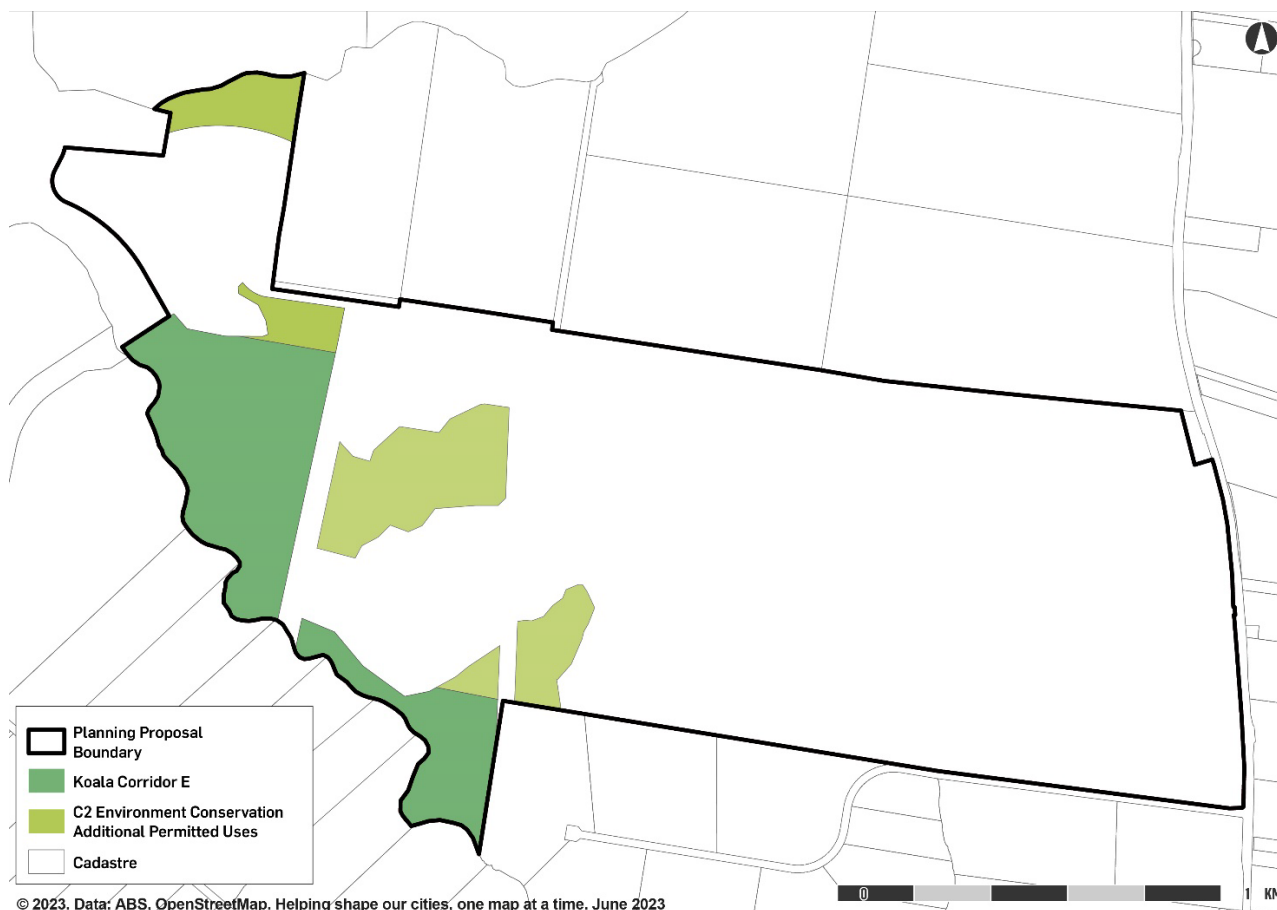 Planning Proposal
Boundary
Koala Corridor E
C2 Environment Conservation
Additional Permitted Uses
Cadastre
0 1 KM
© 2023. Data: ABS, OpenStreetMap. Helping shape our cities, one map at a time. June 2023